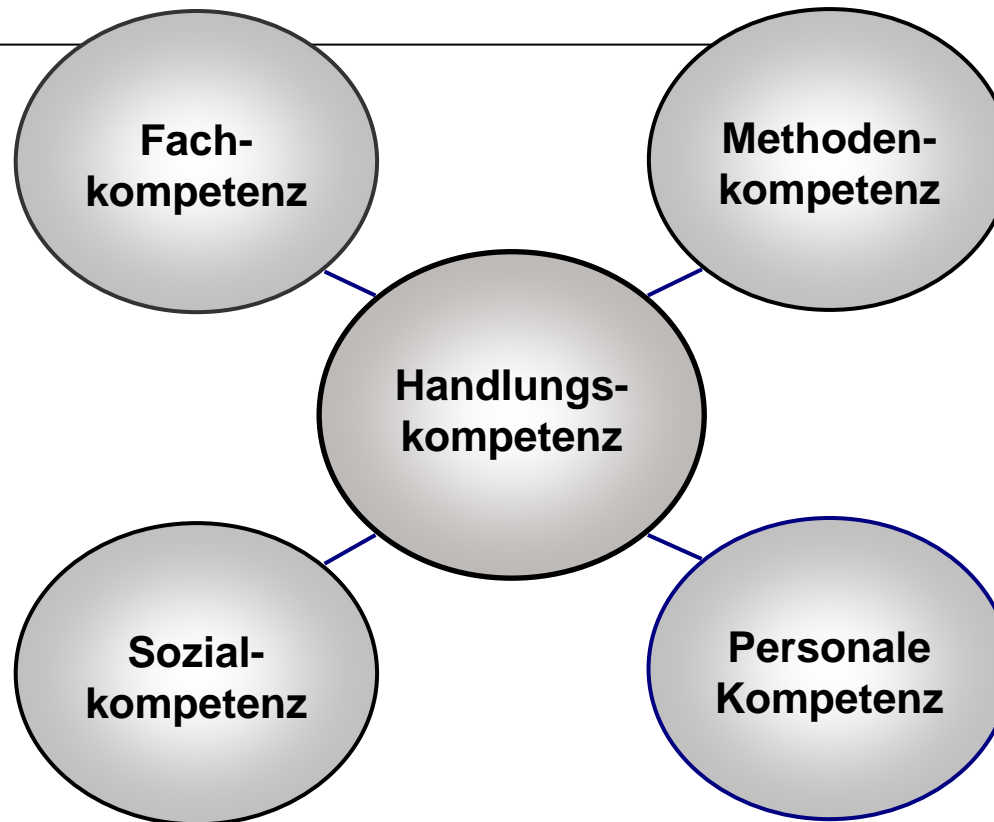 Fach-
kompetenz
Methoden-
kompetenz
Handlungs-
kompetenz
Sozial-
kompetenz
Personale
Kompetenz